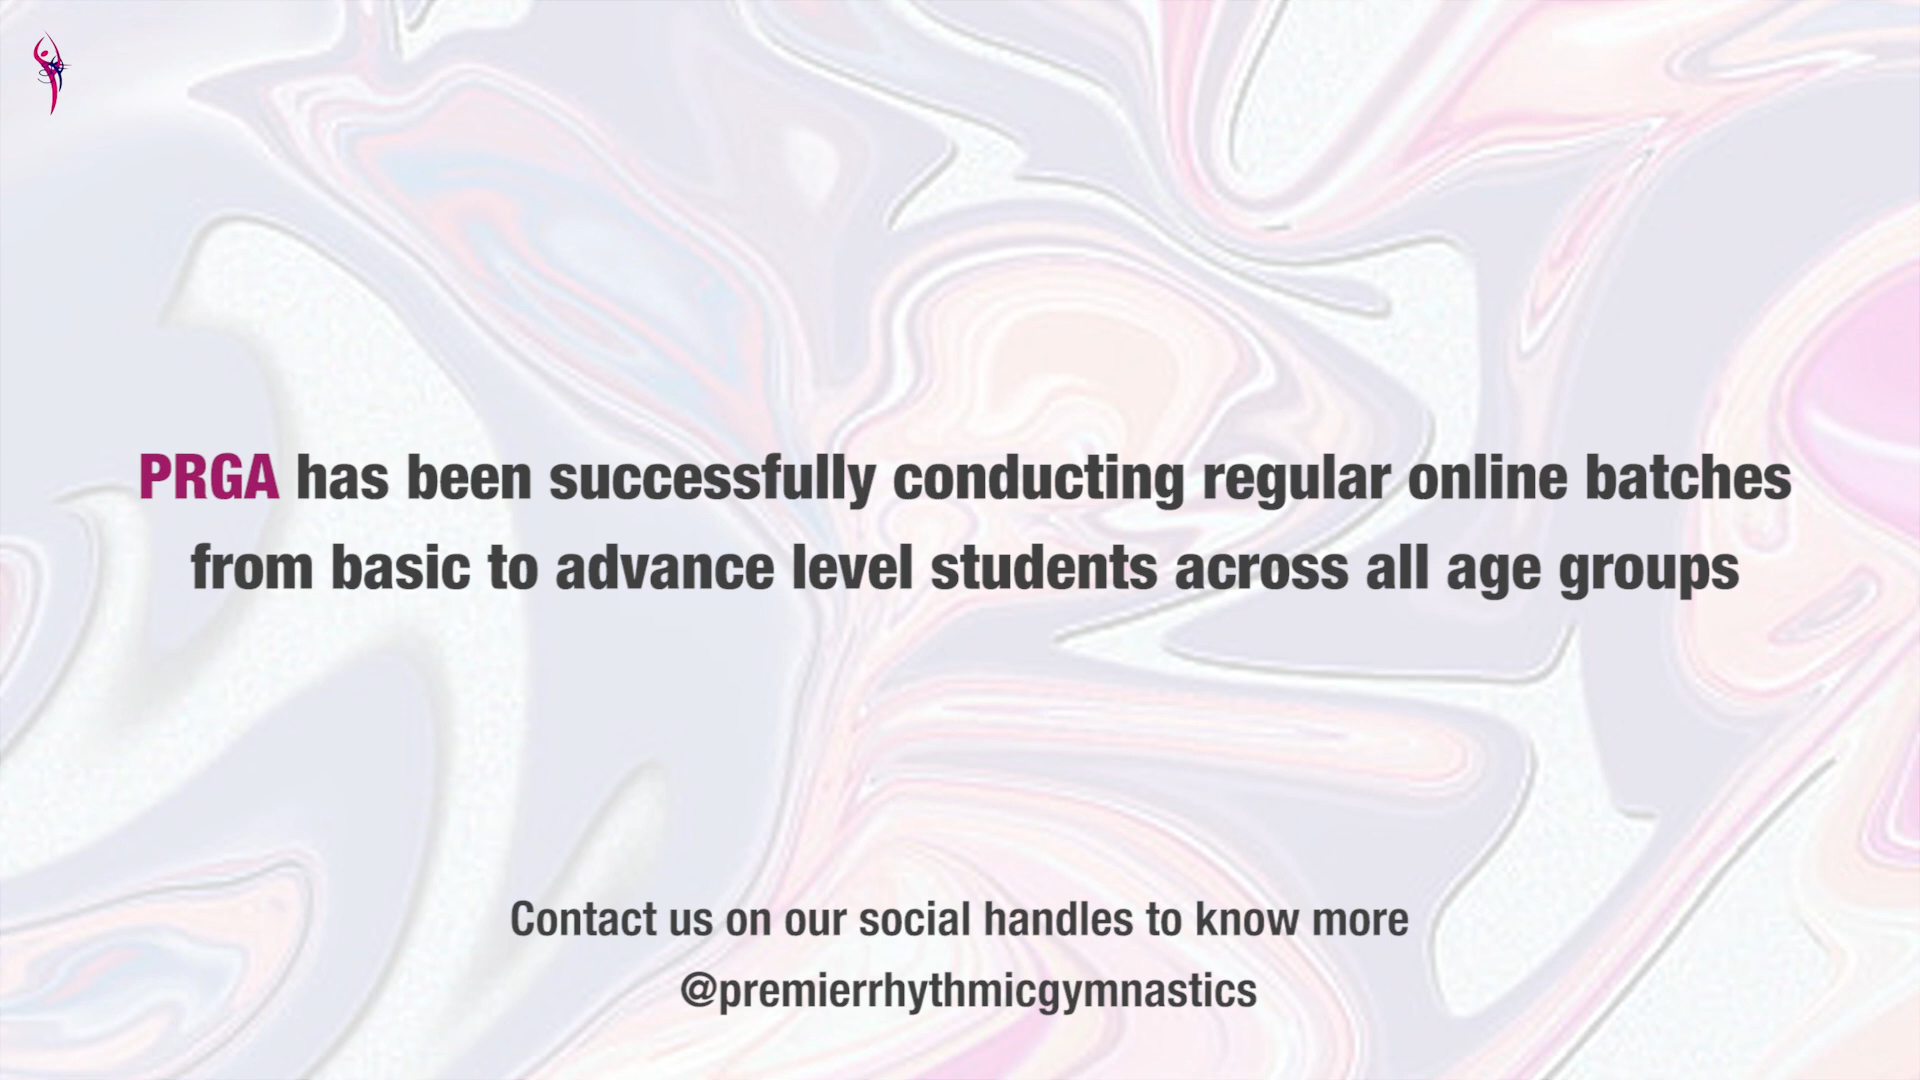 PRGA has been successfully conducting regular online batches
from basic to advance level students across all age groups
Contact us on our social handles to know more
@premierrhythmicgymnastics